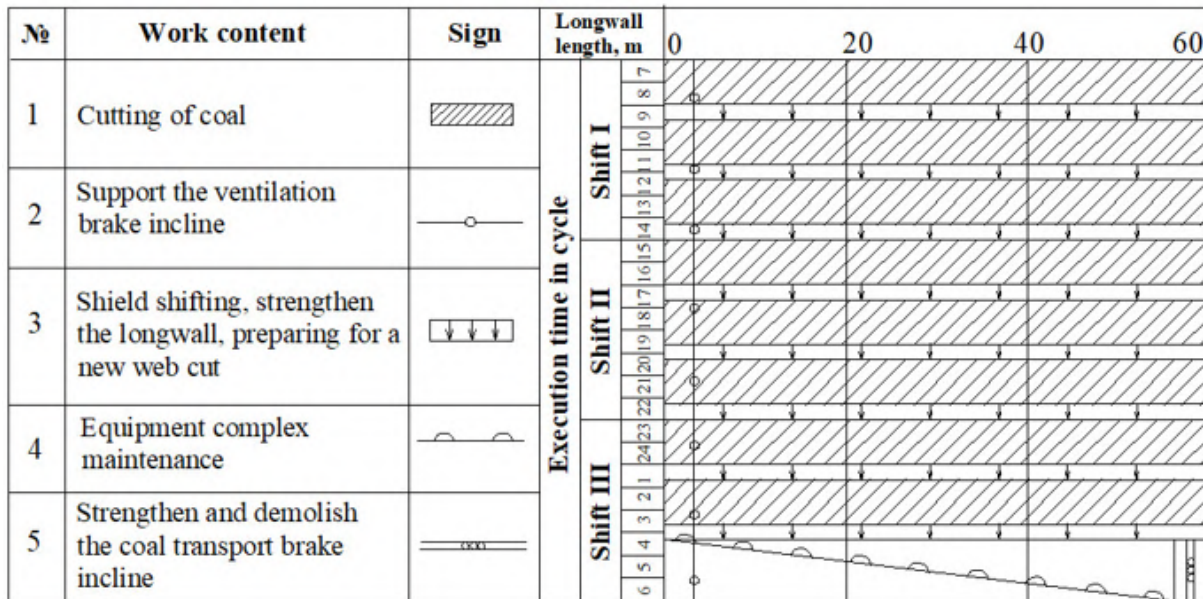 № Work content Sign Longwall
length, m 0 20 40 60
1 Cutting of coal
2 Support the ventilation
brake incline
3 Shield shifting, strengthen
the longwall, preparing for a
new web cut
4 Equipment complex
maintenance
5 Strengthen and demolish
the coal transport brake
incline
Execution time in cycle
Shift I
Shift II
Shift III
7
8
9
10
11
12
13
14
15
16
17
18
19
20
21
22
23
24
1
2
3
4
5
6